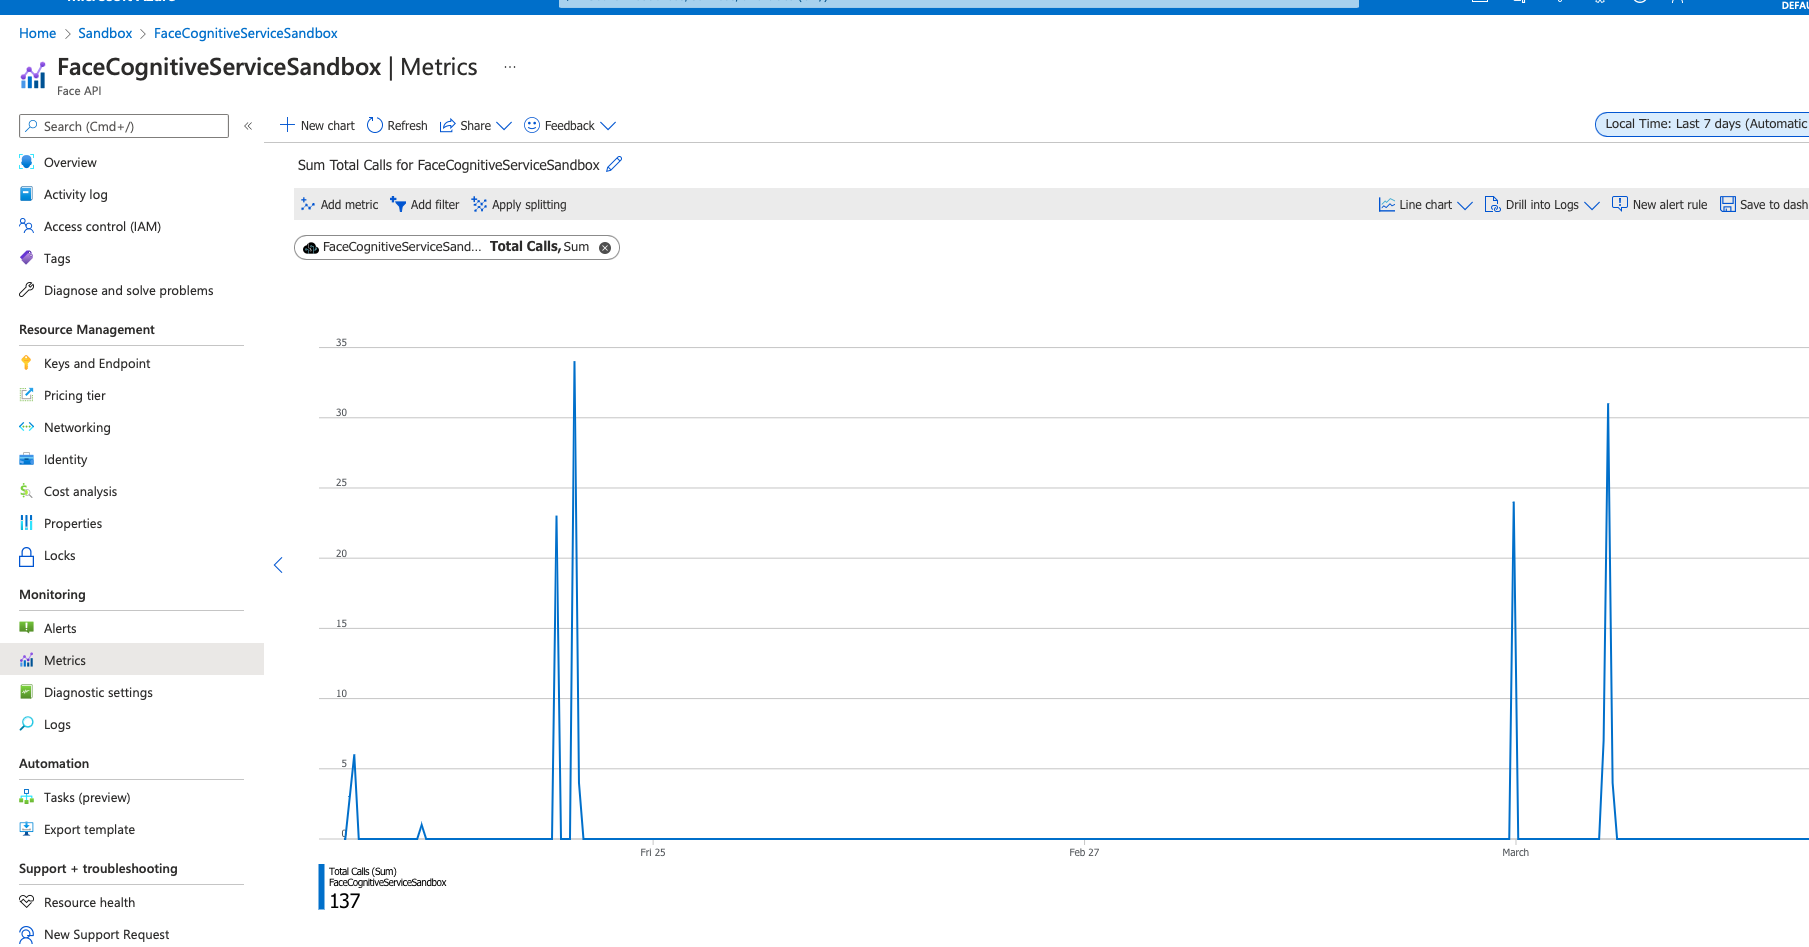 DEFAU
Home > Sandbox > FaceCognitiveServiceSandbox
FaceCognitiveServiceSandbox | Metrics ...
Face API
Search (Cmd+/)
«
Overview
Activity log
Access control (IAM)
Tags
Diagnose and solve problems
Resource Management
Keys and Endpoint
Pricing tier
Networking
Identity
Cost analysis
Properties
Locks
Monitoring
Alerts
Metrics
Diagnostic settings
Logs
Automation
Tasks (preview)
Export template
Support + troubleshooting
Resource health
New Support Request
New chart Refresh Share Feedback
Local Time: Last 7 days (Automatic
Sum Total Calls for FaceCognitiveServiceSandbox
Add metric Add filter Apply splitting
Line chart Drill into Logs New alert rule Save to dash
FaceCognitiveServiceSand... Total Calls, Sum
35
30
25
20
15
10
5
0
Fri 25 Feb 27 March
Total Calls (Sum)
FaceCognitiveServiceSandbox
137